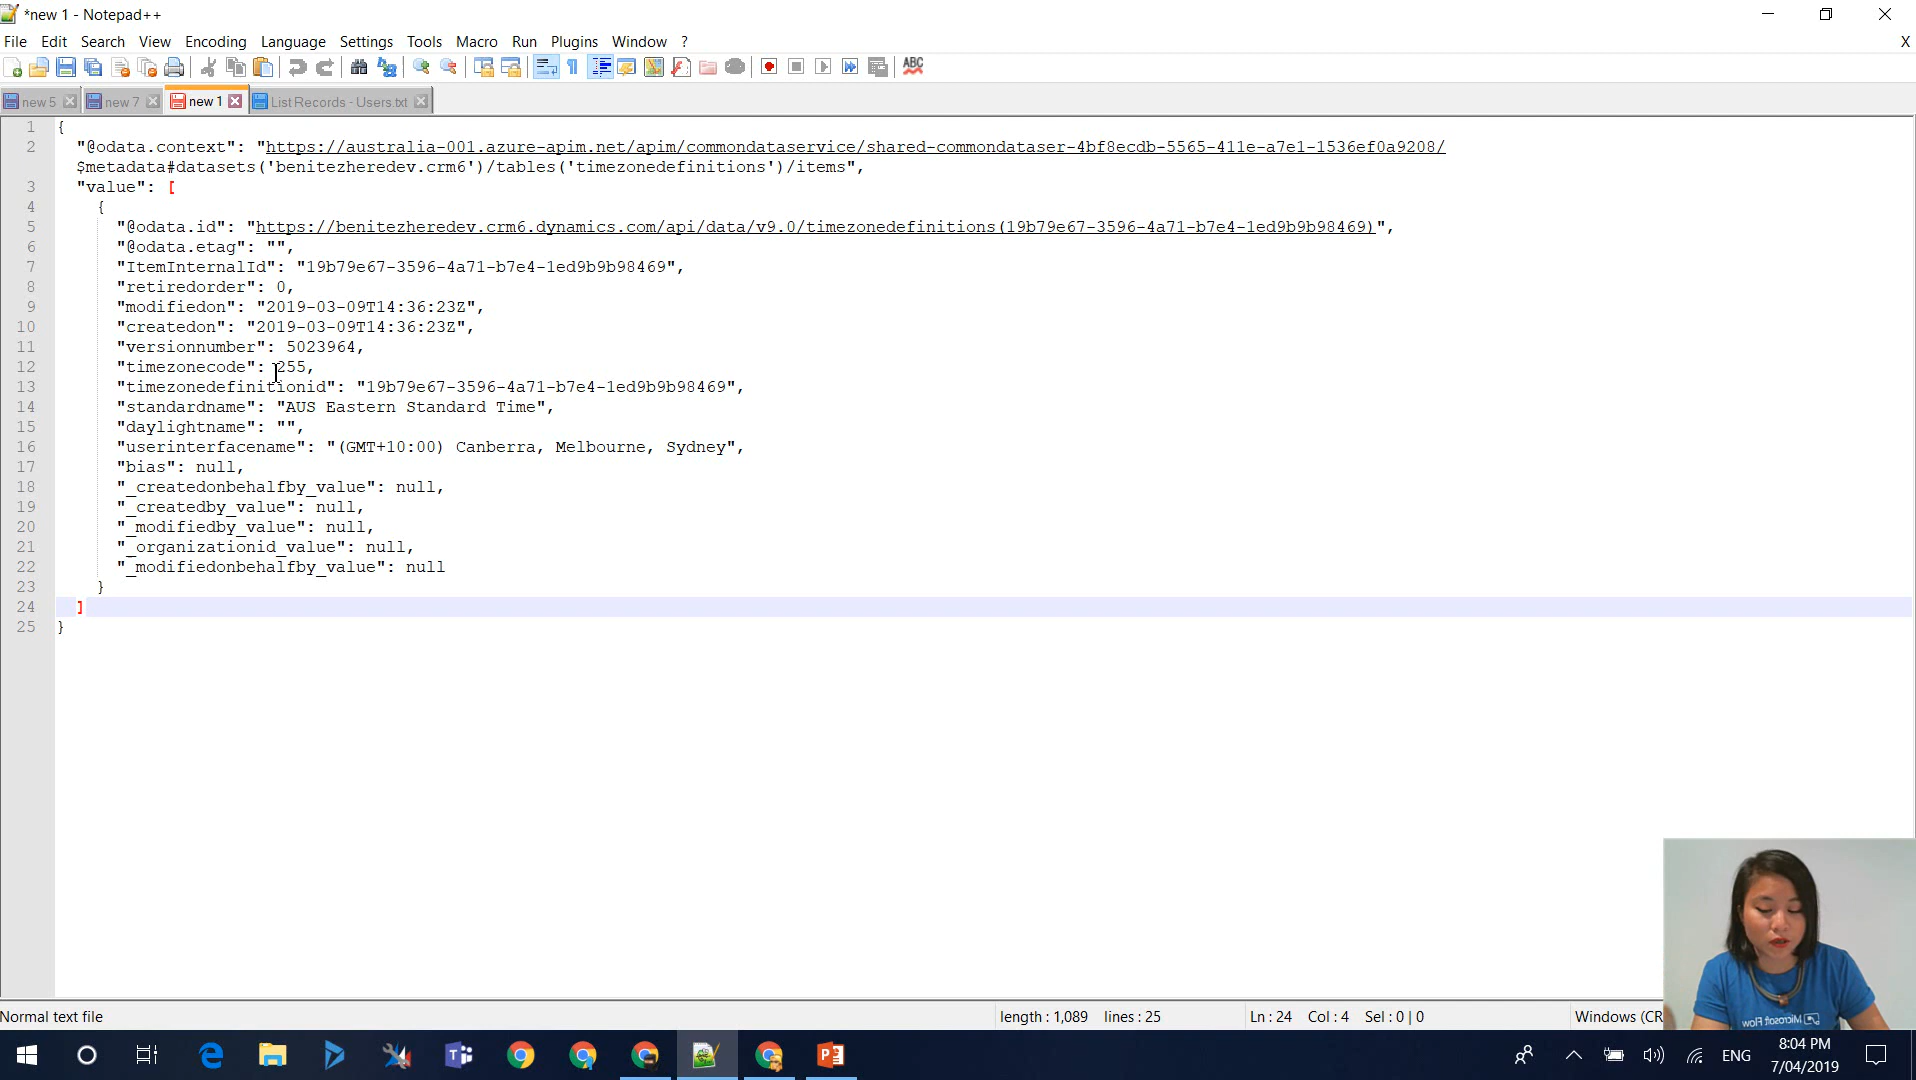 *new 1 - Notepad++
File Edit Search View Encoding Language Settings Tools Macro Run Plugins Window ?
X
ABC
new 5
new 7
new 1
List Records - Users.txt
1 {
2 "@odata.context": "https://australia-001.azure-apim.net/apim/commondataservice/shared-commondataser-4bf8ecdb-5565-411e-a7e1-1536ef0a9208/
$metadata#datasets('benitezheredev.crm6')/tables('timezonedefinitions')/items",
3 "value": [
4 {
5 "@odata.id": "https://benitezheredev.crm6.dynamics.com/api/data/v9.0/timezonedefinitions(19b79e67-3596-4a71-b7e4-1ed9b9b98469)",
6 "@odata.etag": "",
7 "ItemInternalId": "19b79e67-3596-4a71-b7e4-1ed9b9b98469",
8 "retiredorder": 0,
9 "modifiedon": "2019-03-09T14:36:23Z",
10 "createdon": "2019-03-09T14:36:23Z",
11 "versionnumber": 5023964,
12 "timezonecode": 255,
13 "timezonedefinitionid": "19b79e67-3596-4a71-b7e4-1ed9b9b98469",
14 "standardname": "AUS Eastern Standard Time",
15 "daylightname": "",
16 "userinterfacename": "(GMT+10:00) Canberra, Melbourne, Sydney",
17 "bias": null,
18 "_createdonbehalfby_value": null,
19 "_createdby_value": null,
20 "_modifiedby_value": null,
21 "_organizationid_value": null,
22 "_modifiedonbehalfby_value": null
23 }
24 ]
25 }
Normal text file
length : 1,089 lines : 25
Ln : 24 Col : 4 Sel : 0 | 0
Windows (CR
Microsoft Flow
ENG
8:04 PM
7/04/2019